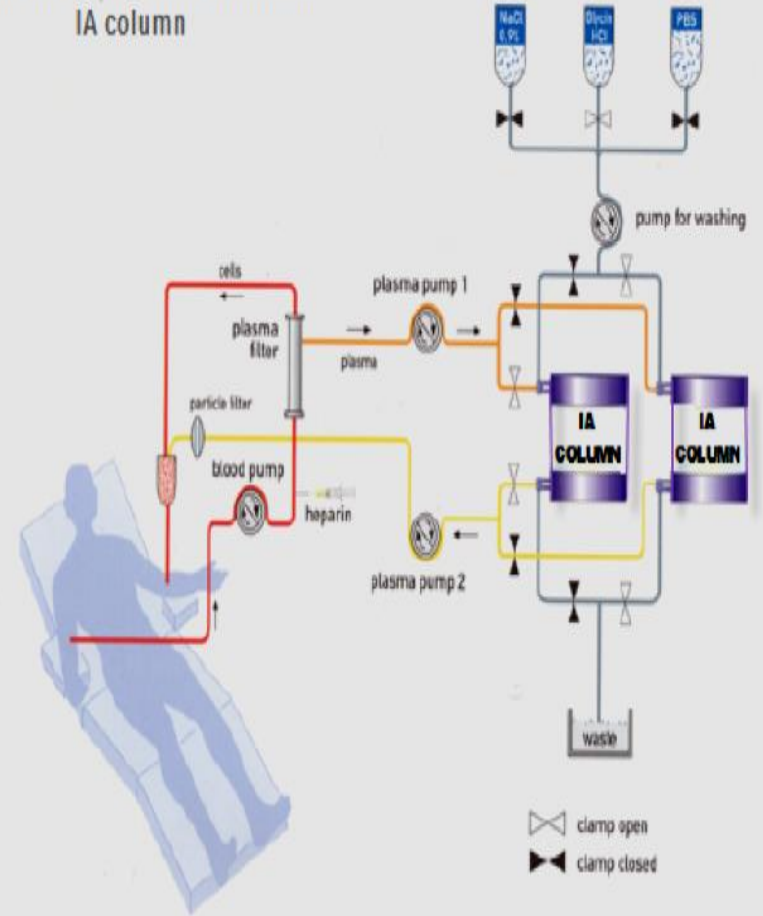 IA column
NaCl
0.9%
Glycin
HCl
PBS
pump for washing
cells
plasma pump 1
plasma
filter
plasma
particle filter
IA
COLUMN
IA
COLUMN
blood pump
heparin
plasma pump 2
waste
clamp open
clamp closed